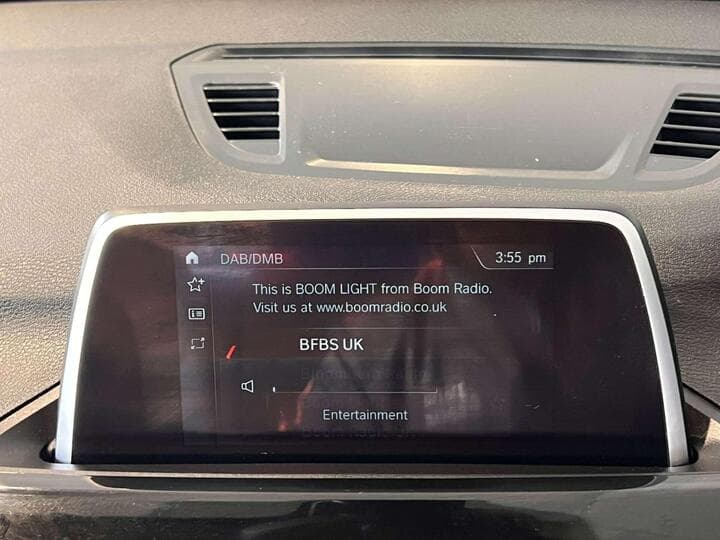 DAB/DMB
3:55 pm
This is BOOM LIGHT from Boom Radio.
Visit us at www.boomradio.co.uk
BFBS UK
Entertainment